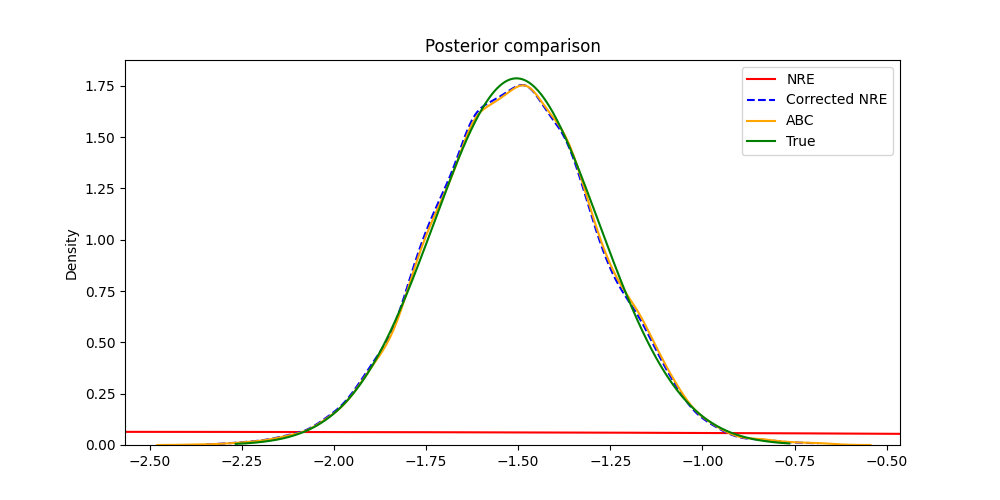 Posterior comparison
NRE
Corrected NRE
ABC
True
Density
1.75
1.50
1.25
1.00
0.75
0.50
0.25
0.00
−2.50 −2.25 −2.00 −1.75 −1.50 −1.25 −1.00 −0.75 −0.50